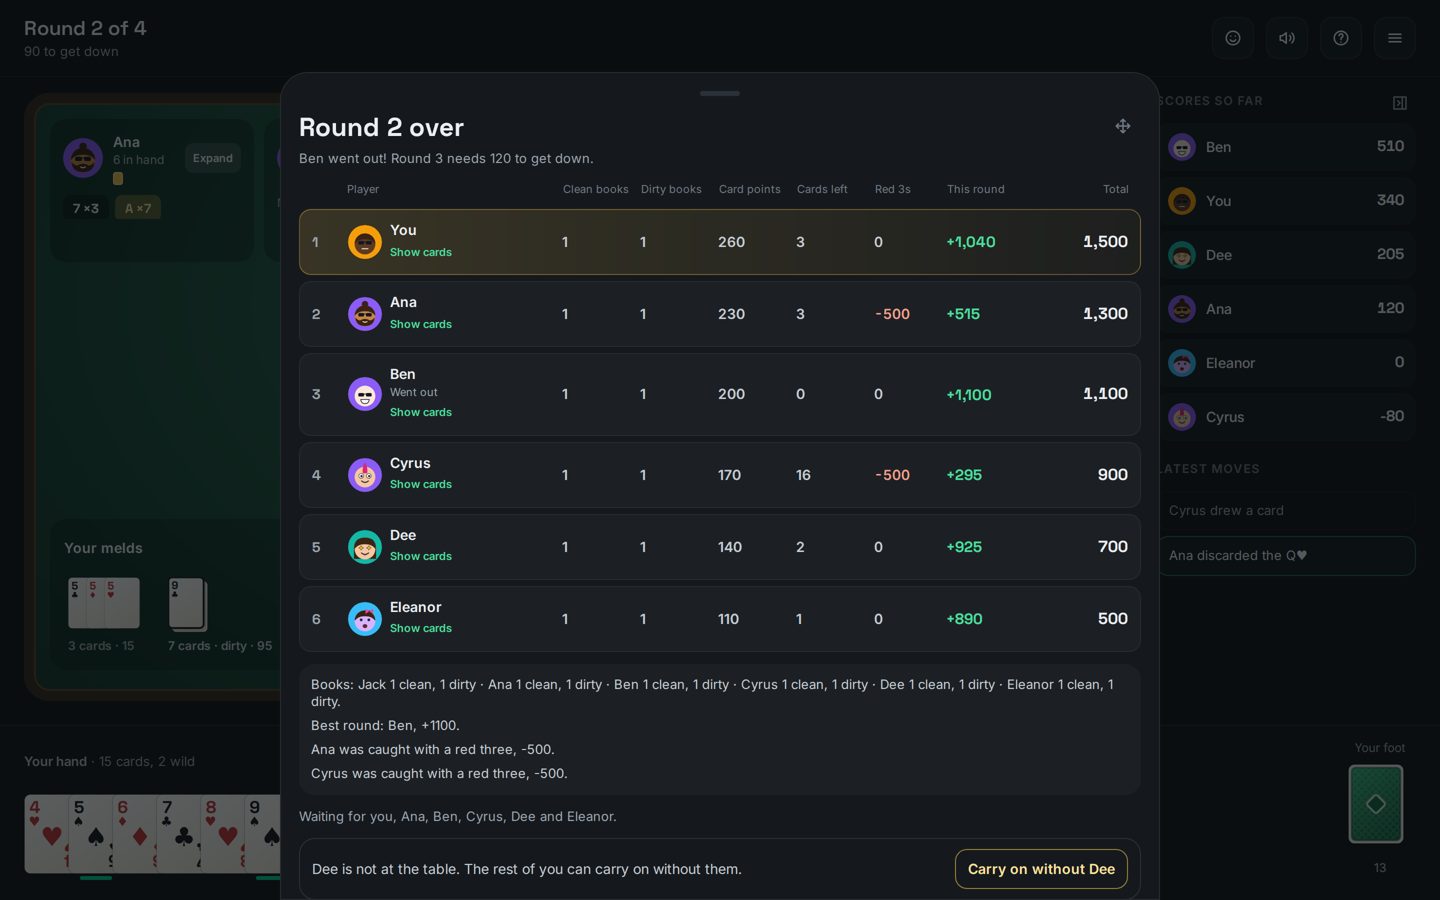 Round 2 of 4
90 to get down
Ana
6 in hand
Expand
7 ×3
A ×7
Your melds
5
5
5
9
3 cards · 15
7 cards · dirty · 95
Your hand · 15 cards, 2 wild
4
5
6
7
8
9
Round 2 over
Ben went out! Round 3 needs 120 to get down.
Player Clean books Dirty books Card points Cards left Red 3s This round Total
1 You Show cards 1 1 260 3 0 +1,040 1,500
2 Ana Show cards 1 1 230 3 -500 +515 1,300
3 Ben Went out Show cards 1 1 200 0 0 +1,100 1,100
4 Cyrus Show cards 1 1 170 16 -500 +295 900
5 Dee Show cards 1 1 140 2 0 +925 700
6 Eleanor Show cards 1 1 110 1 0 +890 500
Books: Jack 1 clean, 1 dirty · Ana 1 clean, 1 dirty · Ben 1 clean, 1 dirty · Cyrus 1 clean, 1 dirty · Dee 1 clean, 1 dirty · Eleanor 1 clean, 1
dirty.
Best round: Ben, +1100.
Ana was caught with a red three, -500.
Cyrus was caught with a red three, -500.
Waiting for you, Ana, Ben, Cyrus, Dee and Eleanor.
Dee is not at the table. The rest of you can carry on without them.
Carry on without Dee
SCORES SO FAR
Ben 510
You 340
Dee 205
Ana 120
Eleanor 0
Cyrus -80
LATEST MOVES
Cyrus drew a card
Ana discarded the Q♥
Your foot
13